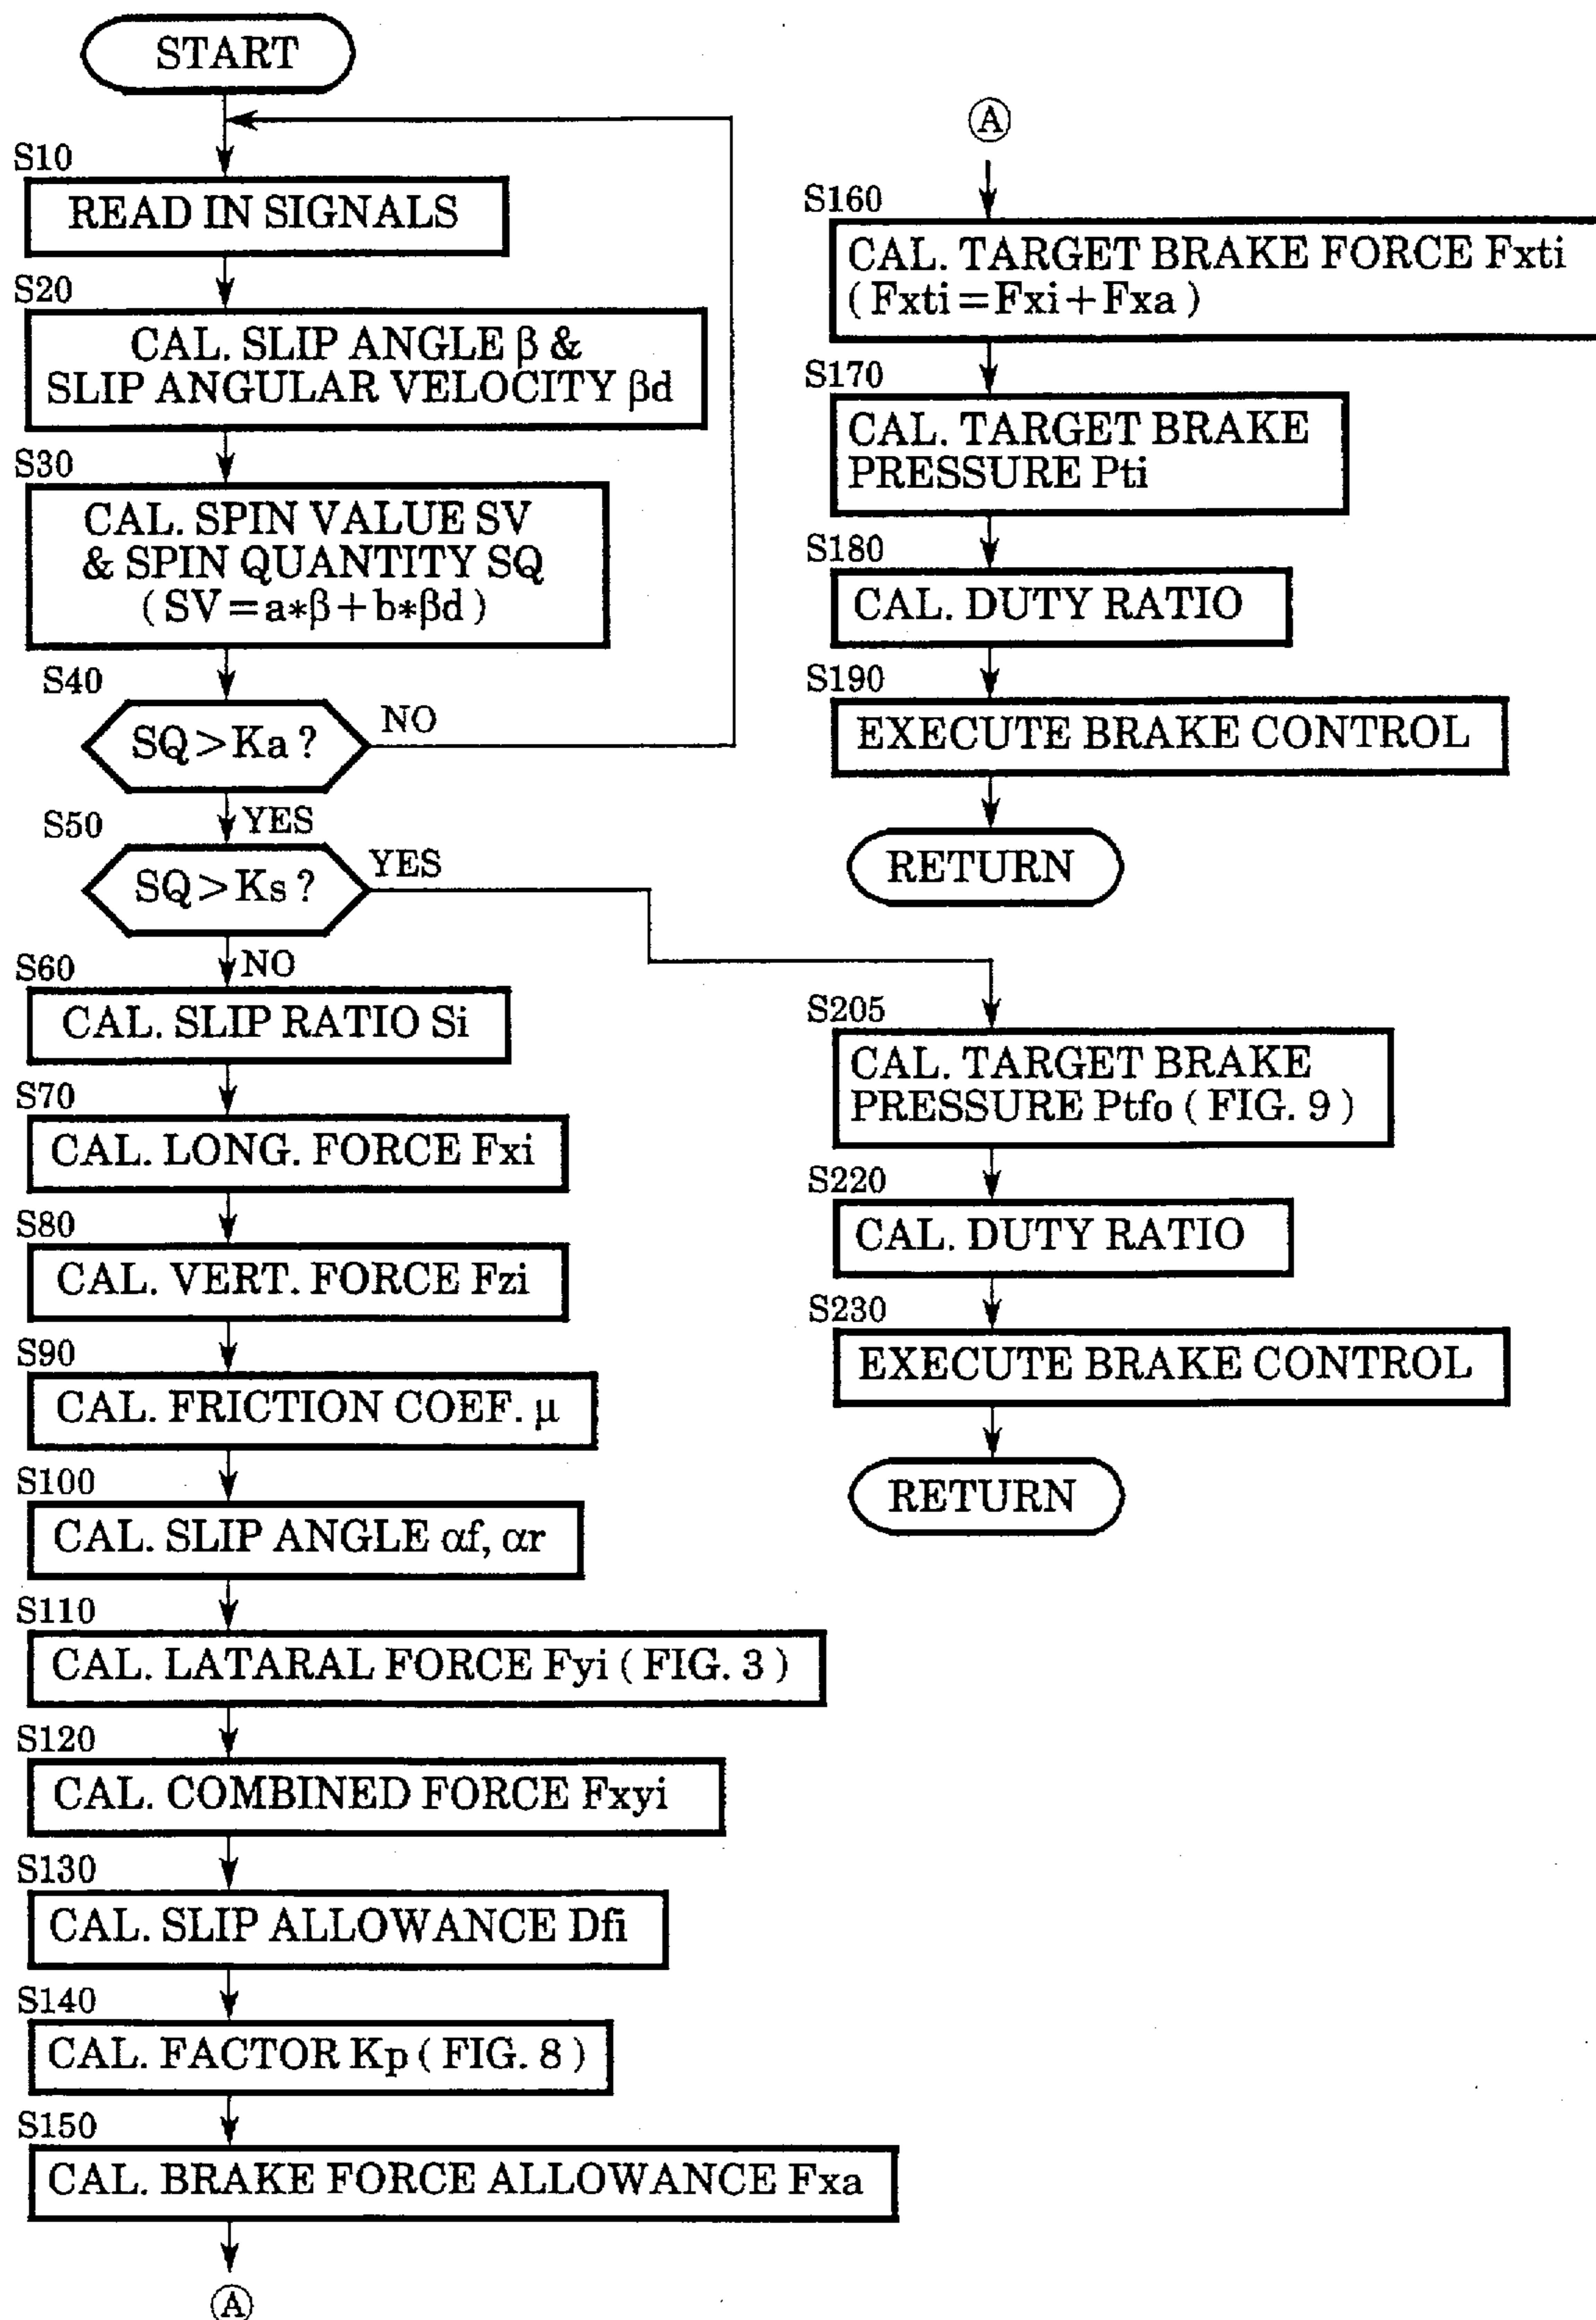 START
S10
READ IN SIGNALS
S20
CAL. SLIP ANGLE β &
SLIP ANGULAR VELOCITY βd
S30
CAL. SPIN VALUE SV
& SPIN QUANTITY SQ
(SV=a*β+b*βd)
S40
SQ>Ka?
NO
YES
S50
SQ>Ks?
YES
NO
S60
CAL. SLIP RATIO Si
S70
CAL. LONG. FORCE Fxi
S80
CAL. VERT. FORCE Fzi
S90
CAL. FRICTION COEF. μ
S100
CAL. SLIP ANGLE αf, αr
S110
CAL. LATARAL FORCE Fyi (FIG. 3)
S120
CAL. COMBINED FORCE Fxyi
S130
CAL. SLIP ALLOWANCE Dfi
S140
CAL. FACTOR Kp (FIG. 8)
S150
CAL. BRAKE FORCE ALLOWANCE Fxa
A
A
S160
CAL. TARGET BRAKE FORCE Fxti
(Fxti=Fxi+Fxa)
S170
CAL. TARGET BRAKE
PRESSURE Pti
S180
CAL. DUTY RATIO
S190
EXECUTE BRAKE CONTROL
RETURN
S205
CAL. TARGET BRAKE
PRESSURE Ptfo (FIG. 9)
S220
CAL. DUTY RATIO
S230
EXECUTE BRAKE CONTROL
RETURN